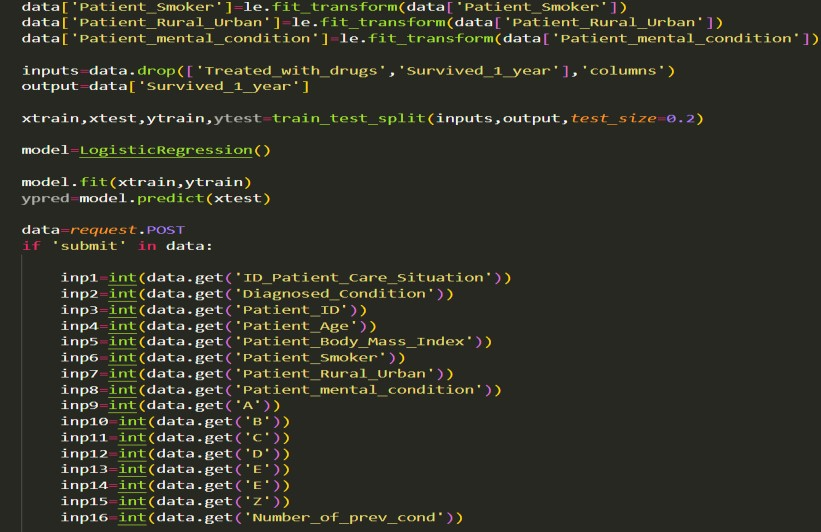 data['Patient_Smoker']=le.fit_transform(data['Patient_Smoker'])
data['Patient_Rural_Urban']=le.fit_transform(data['Patient_Rural_Urban'])
data['Patient_mental_condition']=le.fit_transform(data['Patient_mental_condition'])
inputs=data.drop(['Treated_with_drugs','Survived_1_year'],'columns')
output=data['Survived_1_year']
xtrain,xtest,ytrain,ytest=train_test_split(inputs,output,test_size=0.2)
model=LogisticRegression()
model.fit(xtrain,ytrain)
ypred=model.predict(xtest)
data=request.POST
if 'submit' in data:
    inp1=int(data.get('ID_Patient_Care_Situation'))
    inp2=int(data.get('Diagnosed_Condition'))
    inp3=int(data.get('Patient_ID'))
    inp4=int(data.get('Patient_Age'))
    inp5=int(data.get('Patient_Body_Mass_Index'))
    inp6=int(data.get('Patient_Smoker'))
    inp7=int(data.get('Patient_Rural_Urban'))
    inp8=int(data.get('Patient_mental_condition'))
    inp9=int(data.get('A'))
    inp10=int(data.get('B'))
    inp11=int(data.get('C'))
    inp12=int(data.get('D'))
    inp13=int(data.get('E'))
    inp14=int(data.get('E'))
    inp15=int(data.get('Z'))
    inp16=int(data.get('Number_of_prev_cond'))